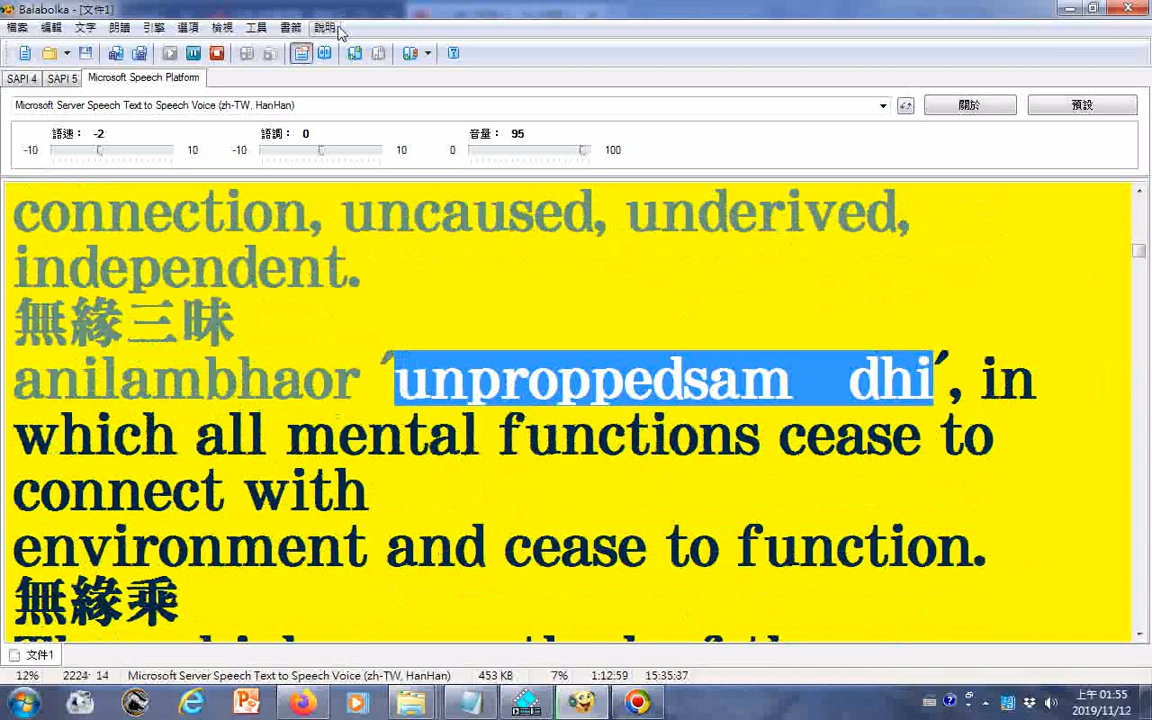 Balabolka - [文件1]
檔案 編輯 文字 朗讀 引擎 選項 檢視 工具 書籤 說明
SAPI 4 SAPI 5 Microsoft Speech Platform
Microsoft Server Speech Text to Speech Voice (zh-TW, HanHan) 關於 預設
語速： -2 語調： 0 音量： 95
-10 10 -10 10 0 100
connection, uncaused, underived,
independent.
無緣三昧
anilambhaor ′unproppedsam dhi′, in
which all mental functions cease to
connect with
environment and cease to function.
無緣乘
文件1
12% 2224: 14 Microsoft Server Speech Text to Speech Voice (zh-TW, HanHan) 453 KB 7% 1:12:59 15:35:37
上午 01:55
2019/11/12